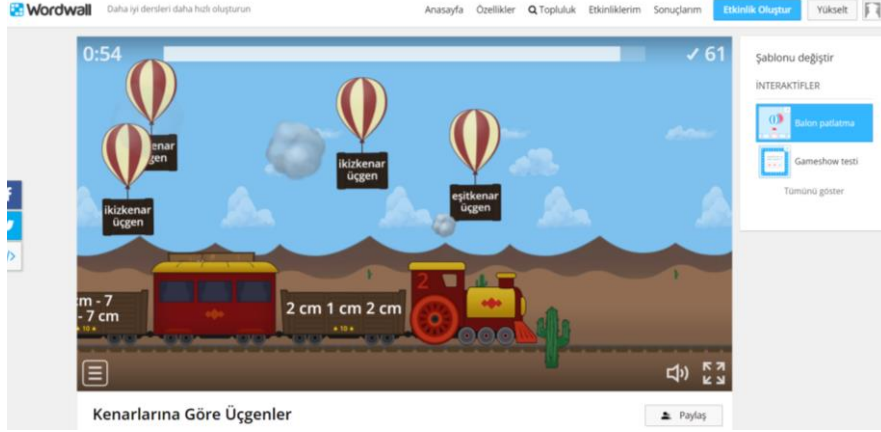 Wordwall Daha iyi dersleri daha hızlı oluşturun
Anasayfa Özellikler Topluluk Etkinliklerim Sonuçlarım Etkinlik Oluştur Yükselt
0:54
✓ 61
enar
gen
ikizkenar
üçgen
ikizkenar
üçgen
eşitkenar
üçgen
cm - 7
- 7 cm
10
2 cm 1 cm 2 cm
10
2
Kenarlarına Göre Üçgenler
Paylaş
Şablonu değiştir
İNTERAKTİFLER
Balon patlatma
Gameshow testi
Tümünü göster